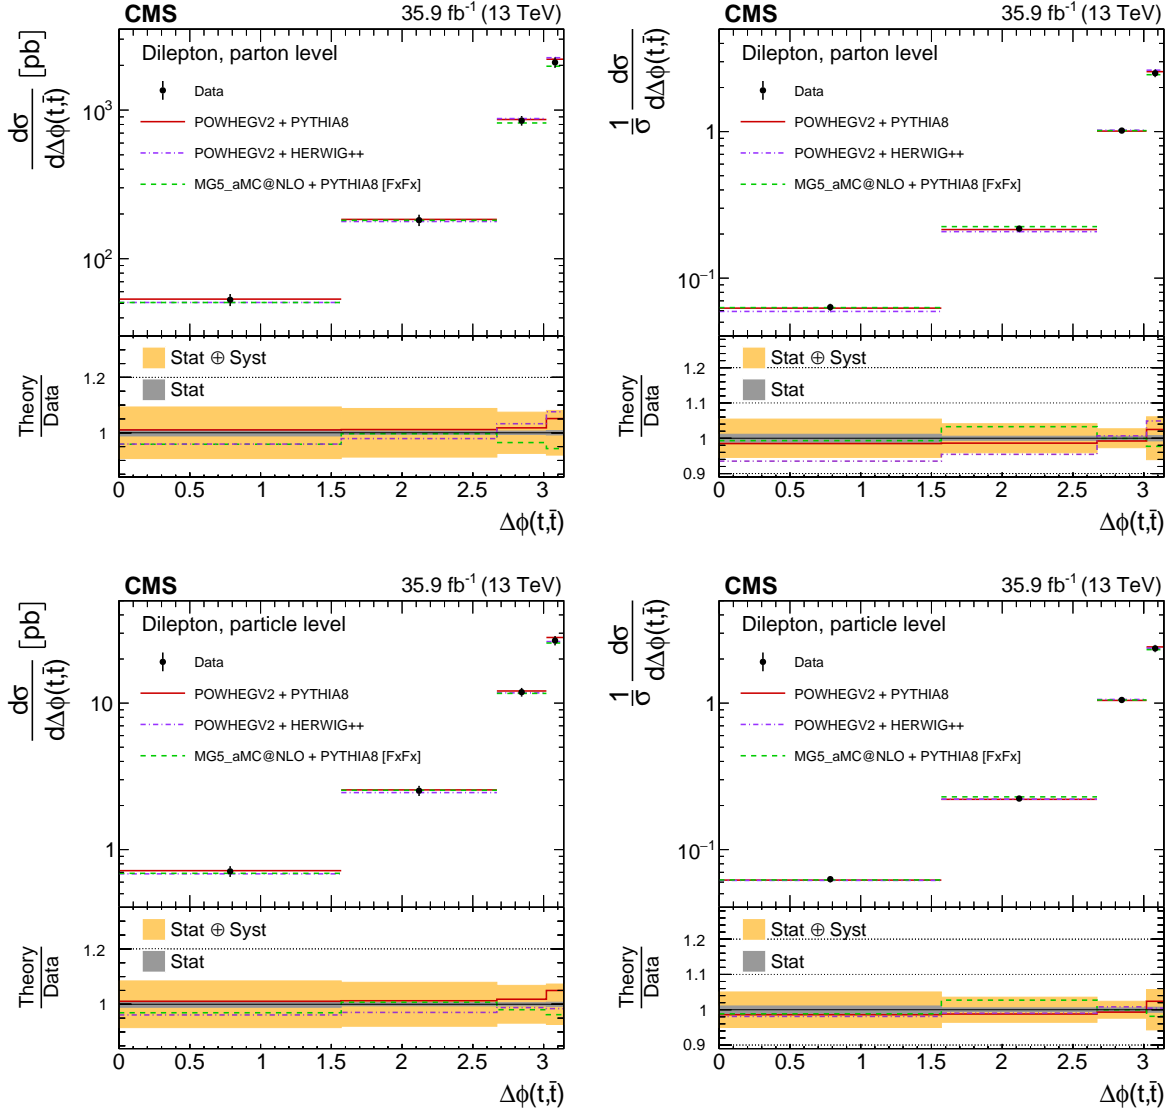 CMS 35.9 fb⁻¹ (13 TeV)
dσ / dΔϕ(t,t̄) [pb]
Dilepton, parton level
Data
POWHEGV2 + PYTHIA8
POWHEGV2 + HERWIG++
MG5_aMC@NLO + PYTHIA8 [FxFx]
10³
10²
Theory / Data
Stat ⊕ Syst
Stat
1.2
1
0 0.5 1 1.5 2 2.5 3
Δϕ(t,t̄)
CMS 35.9 fb⁻¹ (13 TeV)
1/σ dσ / dΔϕ(t,t̄)
Dilepton, parton level
Data
POWHEGV2 + PYTHIA8
POWHEGV2 + HERWIG++
MG5_aMC@NLO + PYTHIA8 [FxFx]
1
10⁻¹
Theory / Data
Stat ⊕ Syst
Stat
1.2
1.1
1
0.9
0 0.5 1 1.5 2 2.5 3
Δϕ(t,t̄)
CMS 35.9 fb⁻¹ (13 TeV)
dσ / dΔϕ(t,t̄) [pb]
Dilepton, particle level
Data
POWHEGV2 + PYTHIA8
POWHEGV2 + HERWIG++
MG5_aMC@NLO + PYTHIA8 [FxFx]
10
1
Theory / Data
Stat ⊕ Syst
Stat
1.2
1
0 0.5 1 1.5 2 2.5 3
Δϕ(t,t̄)
CMS 35.9 fb⁻¹ (13 TeV)
1/σ dσ / dΔϕ(t,t̄)
Dilepton, particle level
Data
POWHEGV2 + PYTHIA8
POWHEGV2 + HERWIG++
MG5_aMC@NLO + PYTHIA8 [FxFx]
1
10⁻¹
Theory / Data
Stat ⊕ Syst
Stat
1.2
1.1
1
0.9
0 0.5 1 1.5 2 2.5 3
Δϕ(t,t̄)